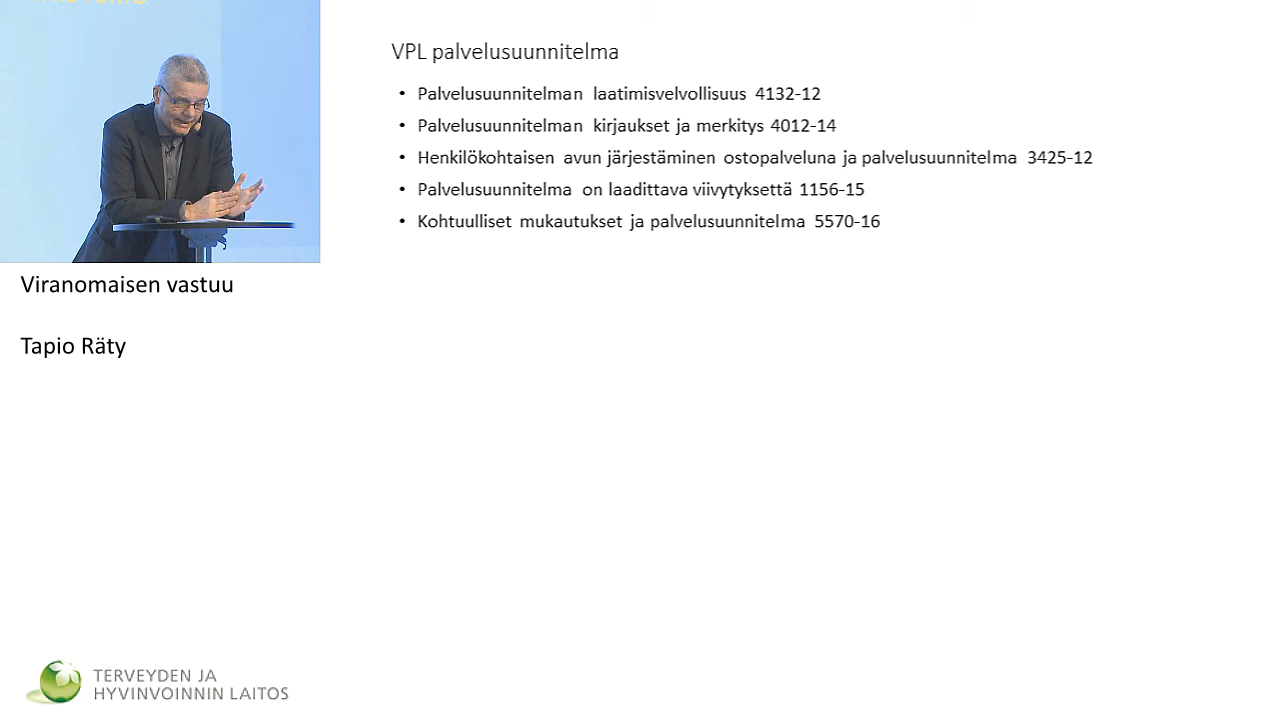 VPL palvelusuunnitelma
• Palvelusuunnitelman laatimisvelvollisuus 4132-12
• Palvelusuunnitelman kirjaukset ja merkitys 4012-14
• Henkilökohtaisen avun järjestäminen ostopalveluna ja palvelusuunnitelma 3425-12
• Palvelusuunnitelma on laadittava viivytyksettä 1156-15
• Kohtuulliset mukautukset ja palvelusuunnitelma 5570-16
Viranomaisen vastuu
Tapio Räty
TERVEYDEN JA
HYVINVOINNIN LAITOS